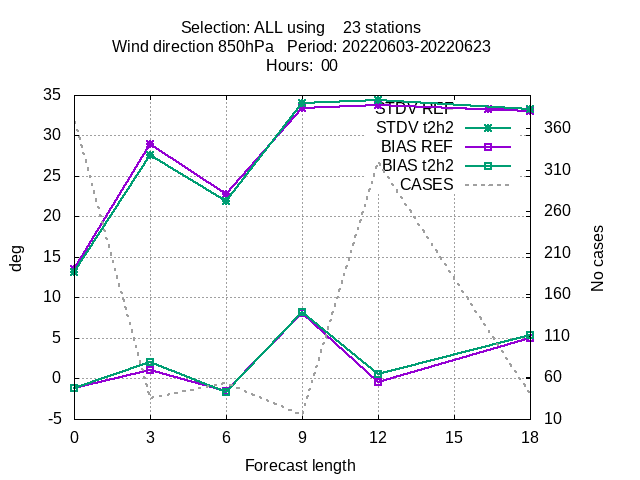 Selection: ALL using 23 stations
Wind direction 850hPa Period: 20220603-20220623
Hours: 00
35
30
25
20
15
10
5
0
-5
deg
STDV REF
STDV t2h2
BIAS REF
BIAS t2h2
CASES
360
310
260
210
160
110
60
10
No cases
0 3 6 9 12 15 18
Forecast length